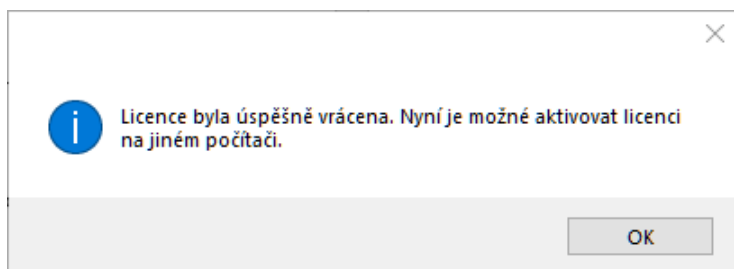 Licence byla úspěšně vrácena. Nyní je možné aktivovat licenci
na jiném počítači.
OK